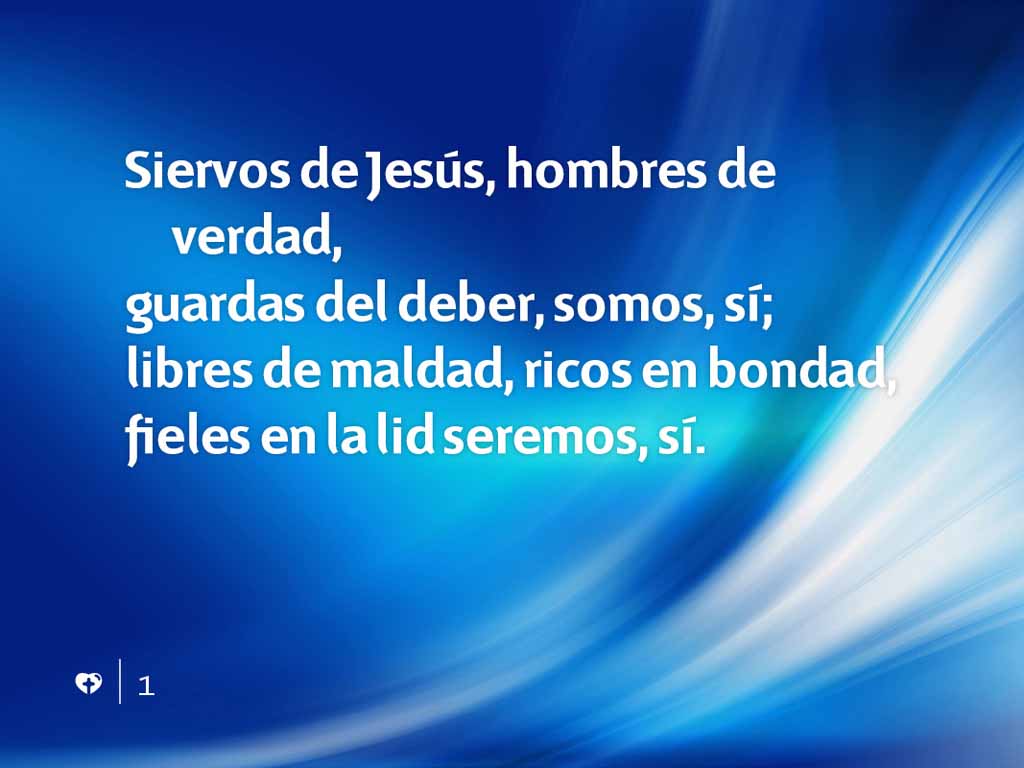 Siervos de Jesús, hombres de
verdad,
guardas del deber, somos, sí;
libres de maldad, ricos en bondad,
fieles en la lid seremos, sí.
1